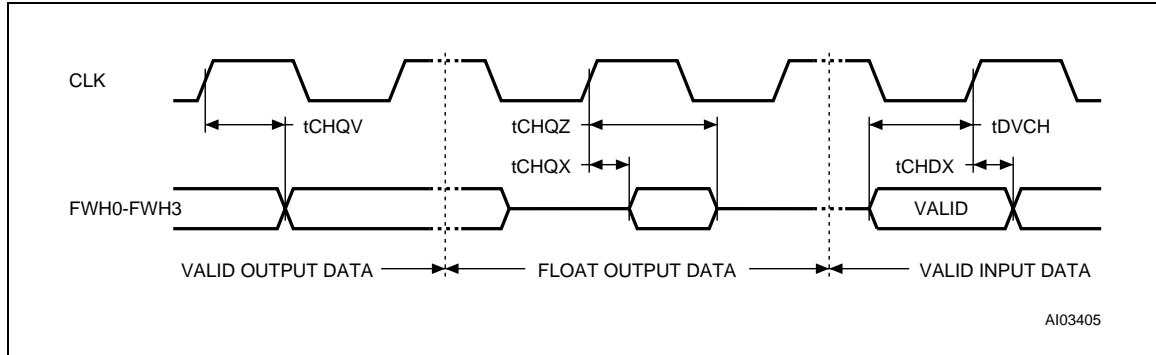 CLK
tCHQV
tCHQZ
tDVCH
tCHQX
tCHDX
FWH0-FWH3
VALID
VALID OUTPUT DATA
FLOAT OUTPUT DATA
VALID INPUT DATA
AI03405